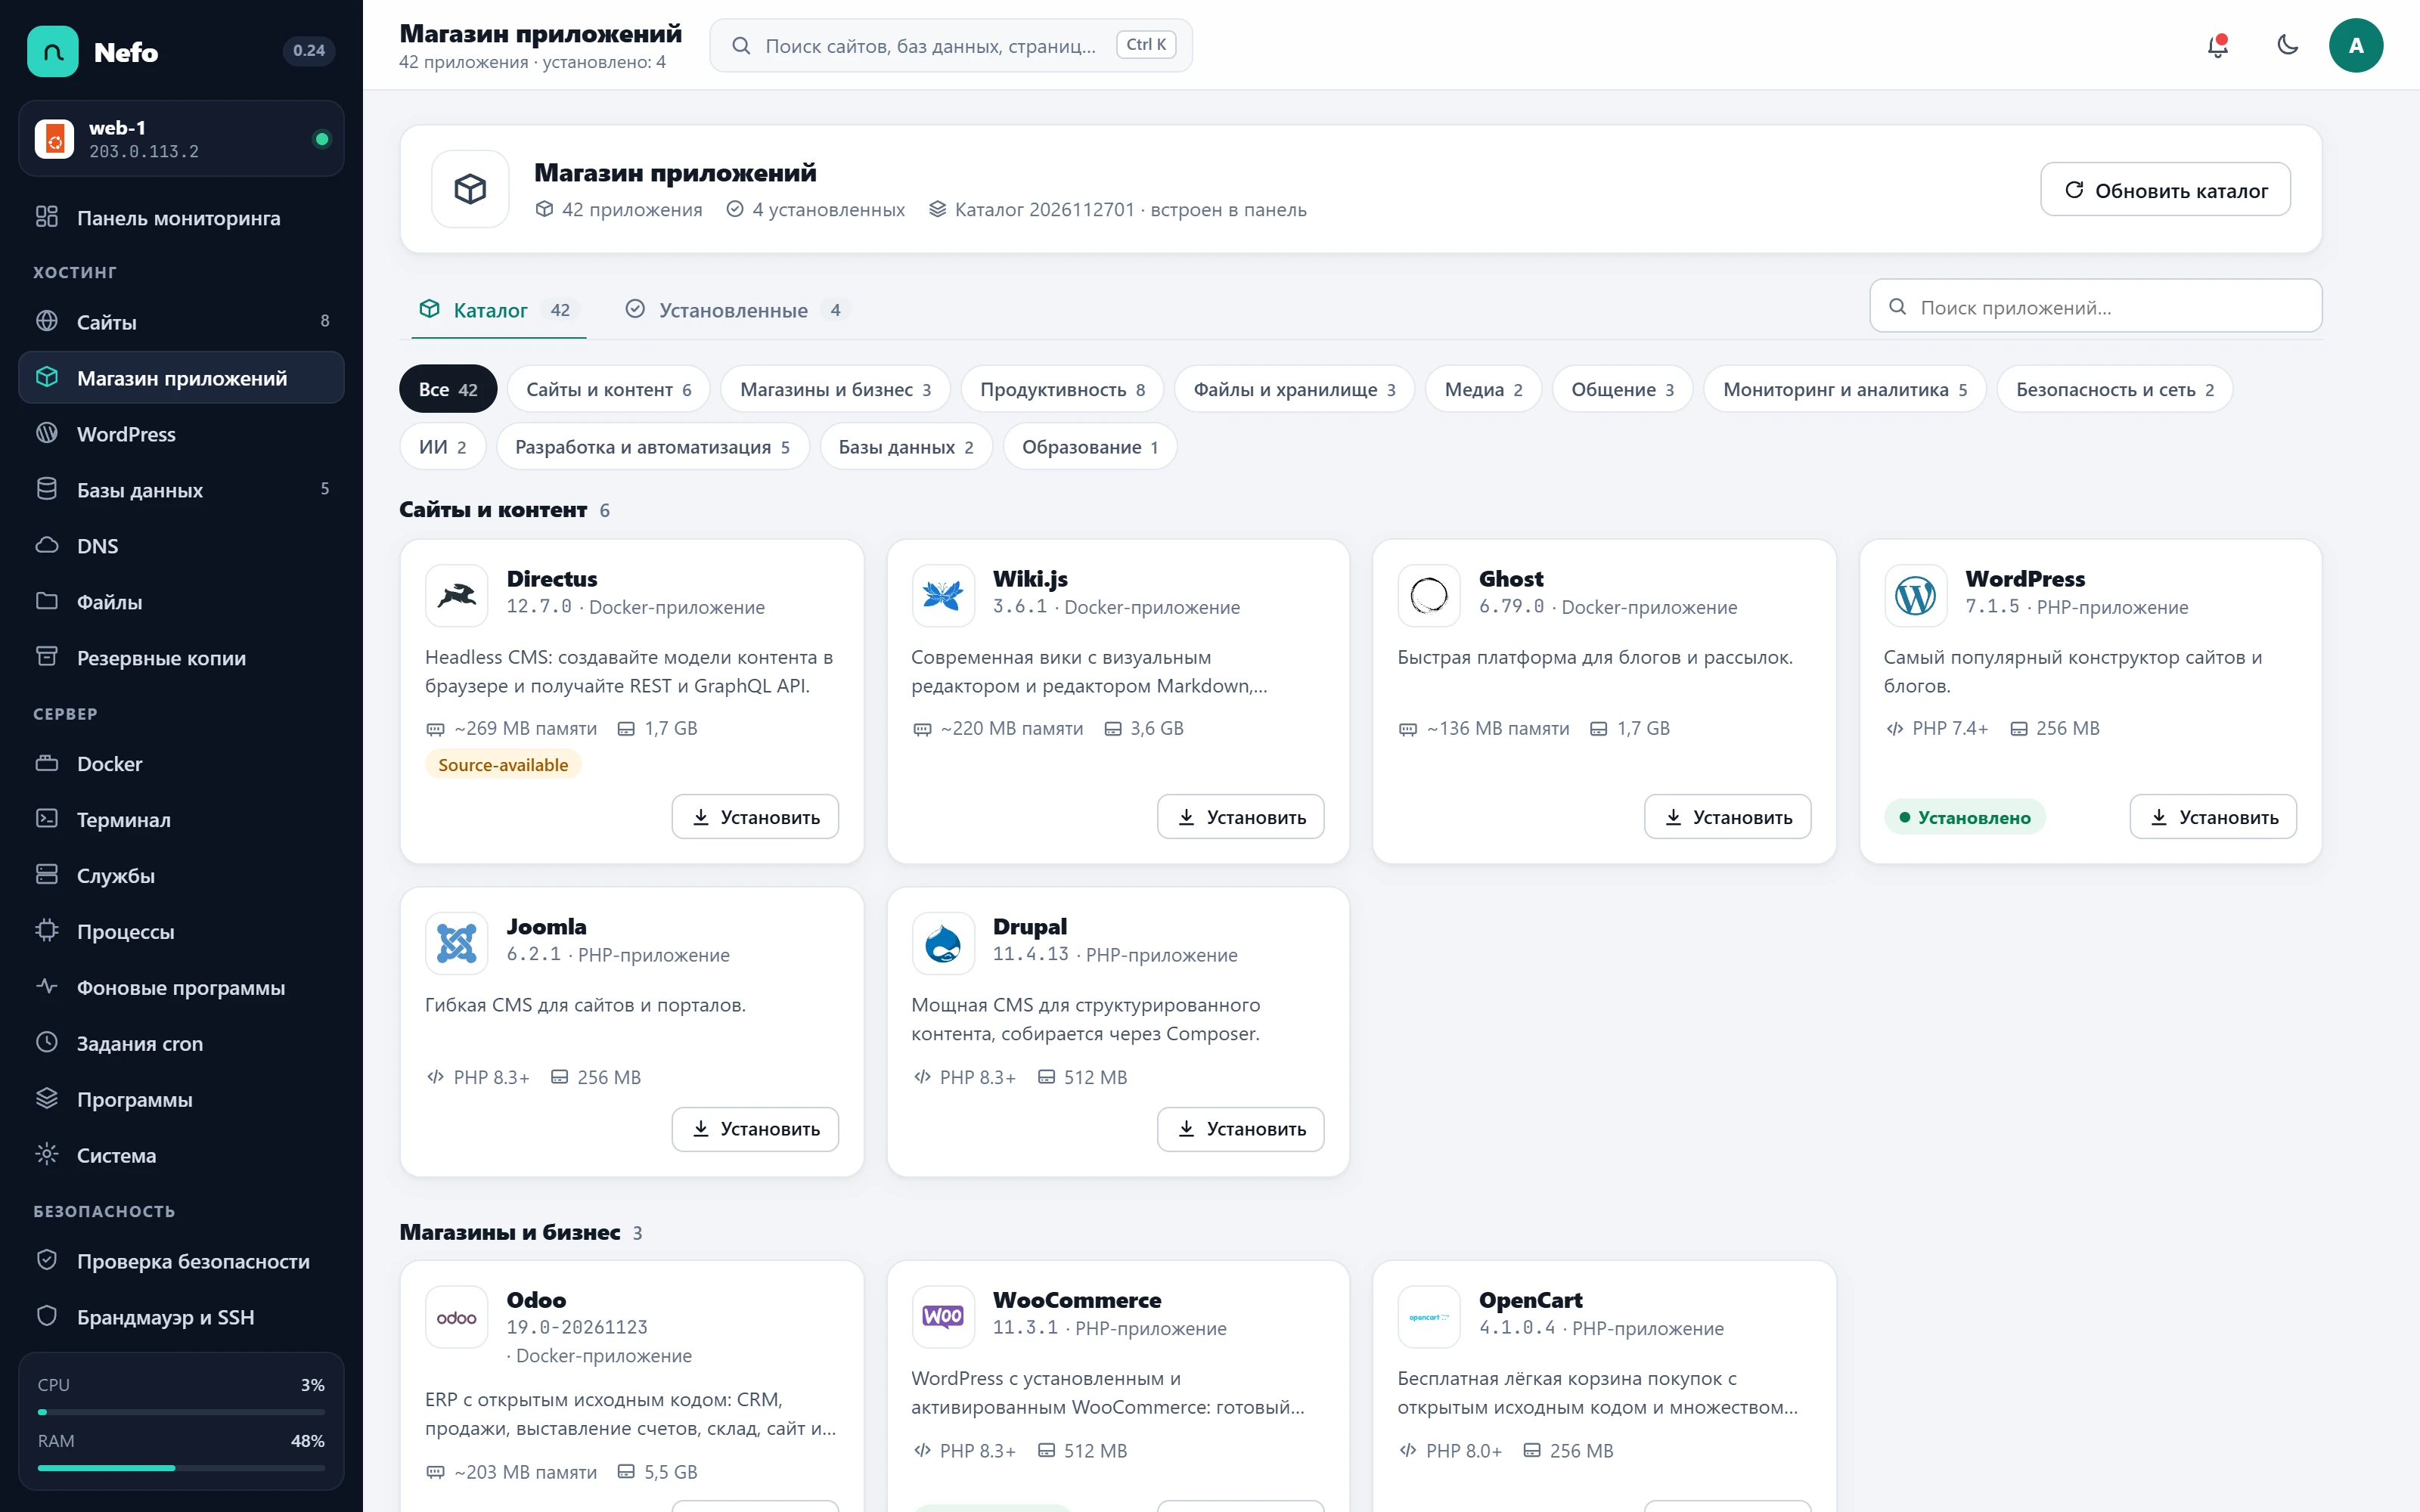 Nefo
0.24
web-1
203.0.113.2
Панель мониторинга
ХОСТИНГ
Сайты 8
Магазин приложений
WordPress
Базы данных 5
DNS
Файлы
Резервные копии
СЕРВЕР
Docker
Терминал
Службы
Процессы
Фоновые программы
Задания cron
Программы
Система
БЕЗОПАСНОСТЬ
Проверка безопасности
Брандмауэр и SSH
CPU 3%
RAM 48%
Магазин приложений
42 приложения · установлено: 4
Поиск сайтов, баз данных, страниц... Ctrl K
A
Магазин приложений
42 приложения 4 установленных Каталог 2026112701 · встроен в панель
Обновить каталог
Каталог 42 Установленные 4
Поиск приложений...
Все 42 Сайты и контент 6 Магазины и бизнес 3 Продуктивность 8 Файлы и хранилище 3 Медиа 2 Общение 3 Мониторинг и аналитика 5 Безопасность и сеть 2
ИИ 2 Разработка и автоматизация 5 Базы данных 2 Образование 1
Сайты и контент 6
Directus
12.7.0 · Docker-приложение
Headless CMS: создавайте модели контента в
браузере и получайте REST и GraphQL API.
~269 MB памяти 1,7 GB
Source-available
Установить
Wiki.js
3.6.1 · Docker-приложение
Современная вики с визуальным
редактором и редактором Markdown,...
~220 MB памяти 3,6 GB
Установить
Ghost
6.79.0 · Docker-приложение
Быстрая платформа для блогов и рассылок.
~136 MB памяти 1,7 GB
Установить
WordPress
7.1.5 · PHP-приложение
Самый популярный конструктор сайтов и
блогов.
PHP 7.4+ 256 MB
Установлено Установить
Joomla
6.2.1 · PHP-приложение
Гибкая CMS для сайтов и порталов.
PHP 8.3+ 256 MB
Установить
Drupal
11.4.13 · PHP-приложение
Мощная CMS для структурированного
контента, собирается через Composer.
PHP 8.3+ 512 MB
Установить
Магазины и бизнес 3
odoo
Odoo
19.0-20261123
· Docker-приложение
ERP с открытым исходным кодом: CRM,
продажи, выставление счетов, склад, сайт и...
~203 MB памяти 5,5 GB
WOO
WooCommerce
11.3.1 · PHP-приложение
WordPress с установленным и
активированным WooCommerce: готовый...
PHP 8.3+ 512 MB
opencart
OpenCart
4.1.0.4 · PHP-приложение
Бесплатная лёгкая корзина покупок с
открытым исходным кодом и множеством...
PHP 8.0+ 256 MB